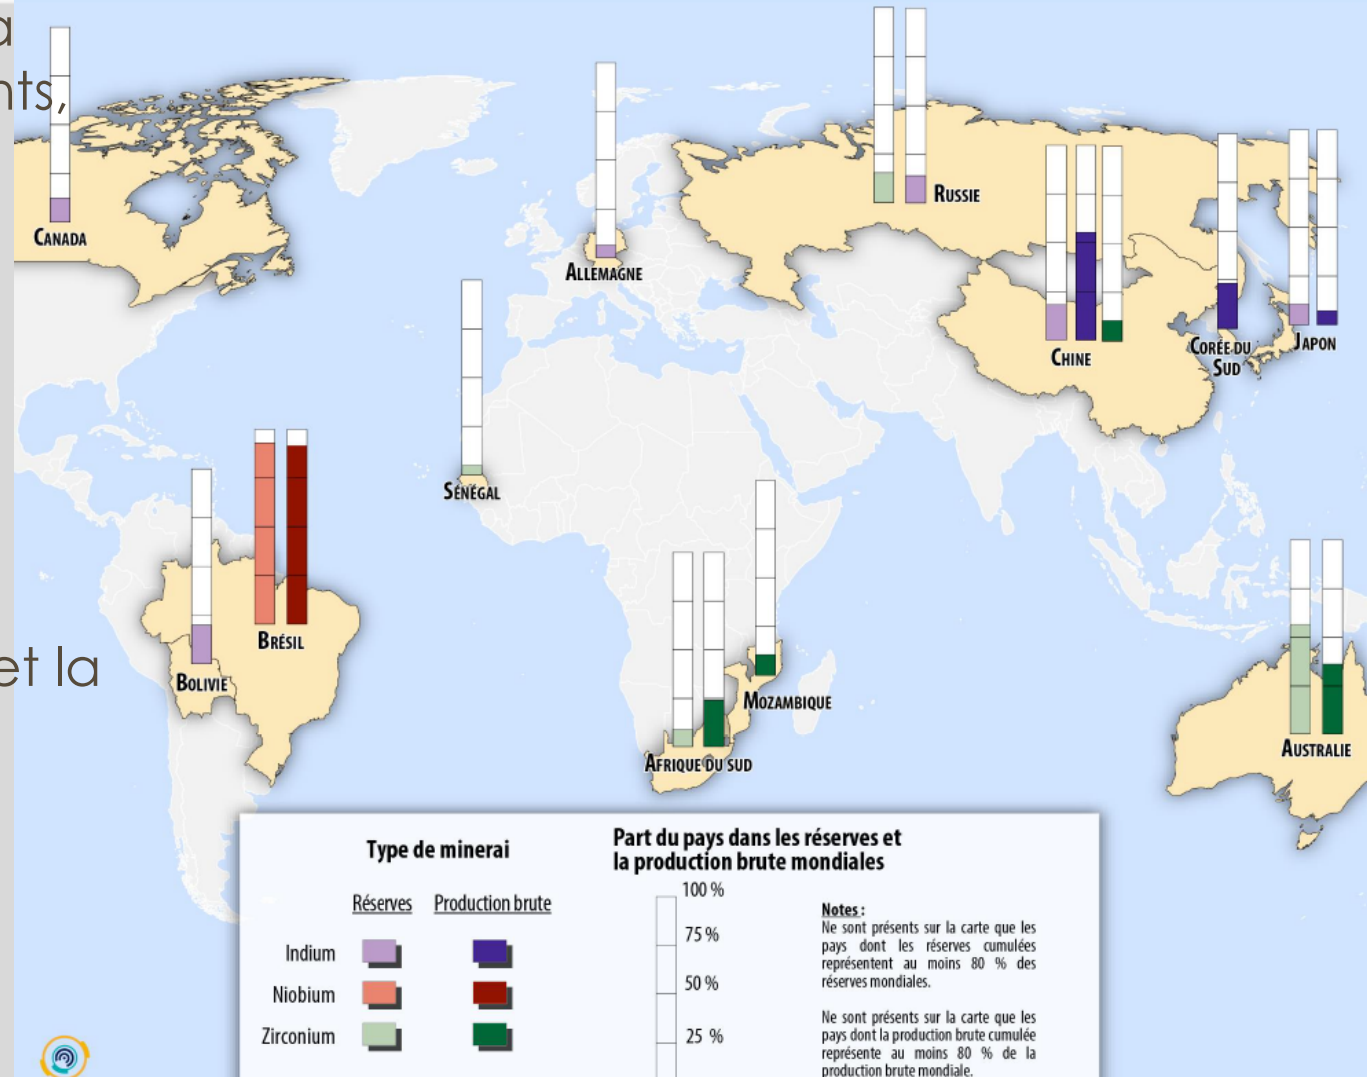 a
nts,
et la
CANADA
ALLEMAGNE
RUSSIE
CHINE
CORÉE DU
SUD
JAPON
SÉNÉGAL
BRÉSIL
BOLIVIE
MOZAMBIQUE
AFRIQUE DU SUD
AUSTRALIE
Type de minerai
Réserves Production brute
Indium
Niobium
Zirconium
Part du pays dans les réserves et
la production brute mondiales
100 %
75 %
50 %
25 %
Notes :
Ne sont présents sur la carte que les
pays dont les réserves cumulées
représentent au moins 80 % des
réserves mondiales.
Ne sont présents sur la carte que les
pays dont la production brute cumulée
représente au moins 80 % de la
production brute mondiale.